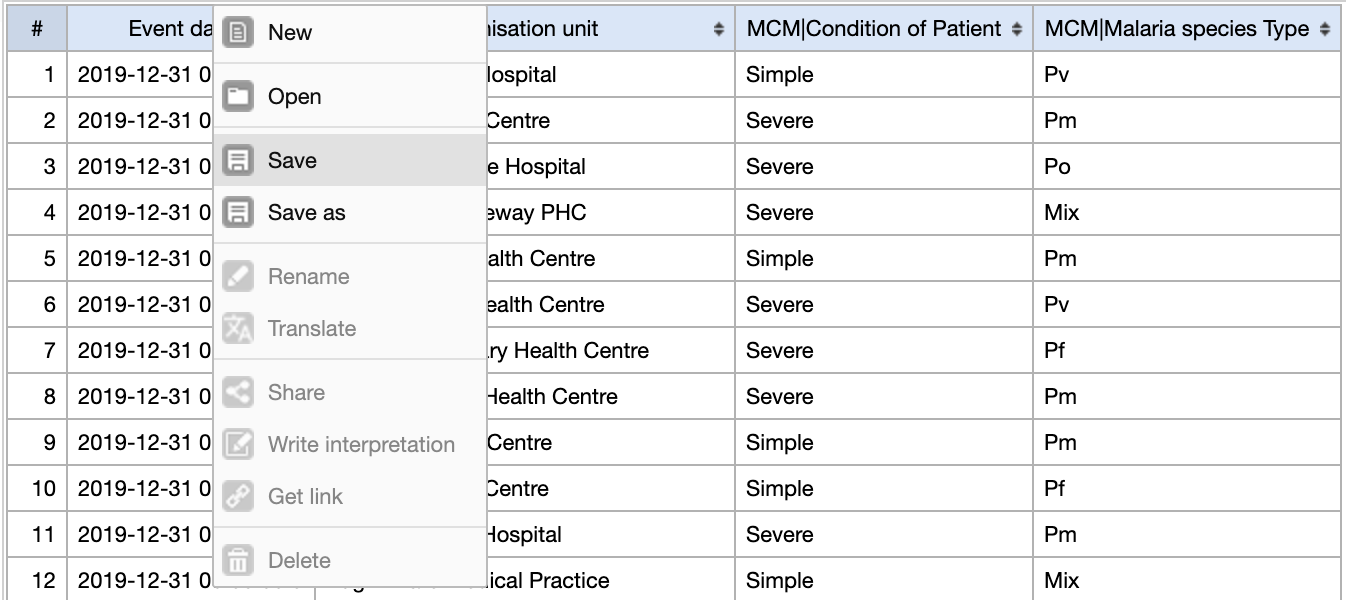 # Event da nisation unit MCM|Condition of Patient MCM|Malaria species Type
1 2019-12-31 0 Hospital Simple Pv
2 2019-12-31 0 Centre Severe Pm
3 2019-12-31 0 e Hospital Severe Po
4 2019-12-31 0 eway PHC Severe Mix
5 2019-12-31 0 alth Centre Simple Pm
6 2019-12-31 0 ealth Centre Severe Pv
7 2019-12-31 0 ry Health Centre Severe Pf
8 2019-12-31 0 Health Centre Severe Pm
9 2019-12-31 0 Centre Simple Pm
10 2019-12-31 0 Centre Simple Pf
11 2019-12-31 0 Hospital Severe Pm
12 2019-12-31 0 ical Practice Simple Mix
New
Open
Save
Save as
Rename
Translate
Share
Write interpretation
Get link
Delete